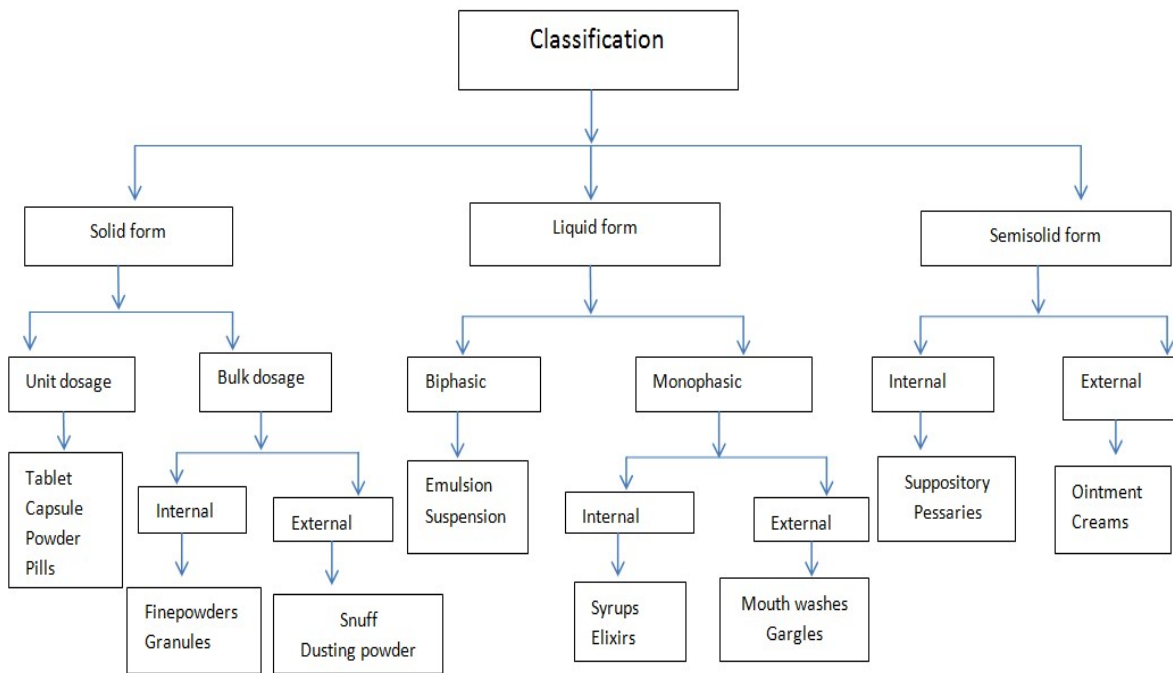 Classification
Solid form
Liquid form
Semisolid form
Unit dosage
Bulk dosage
Biphasic
Monophasic
Internal
External
Tablet
Capsule
Powder
Pills
Internal
External
Emulsion
Suspension
Internal
External
Suppository
Pessaries
Ointment
Creams
Finepowders
Granules
Snuff
Dusting powder
Syrups
Elixirs
Mouth washes
Gargles